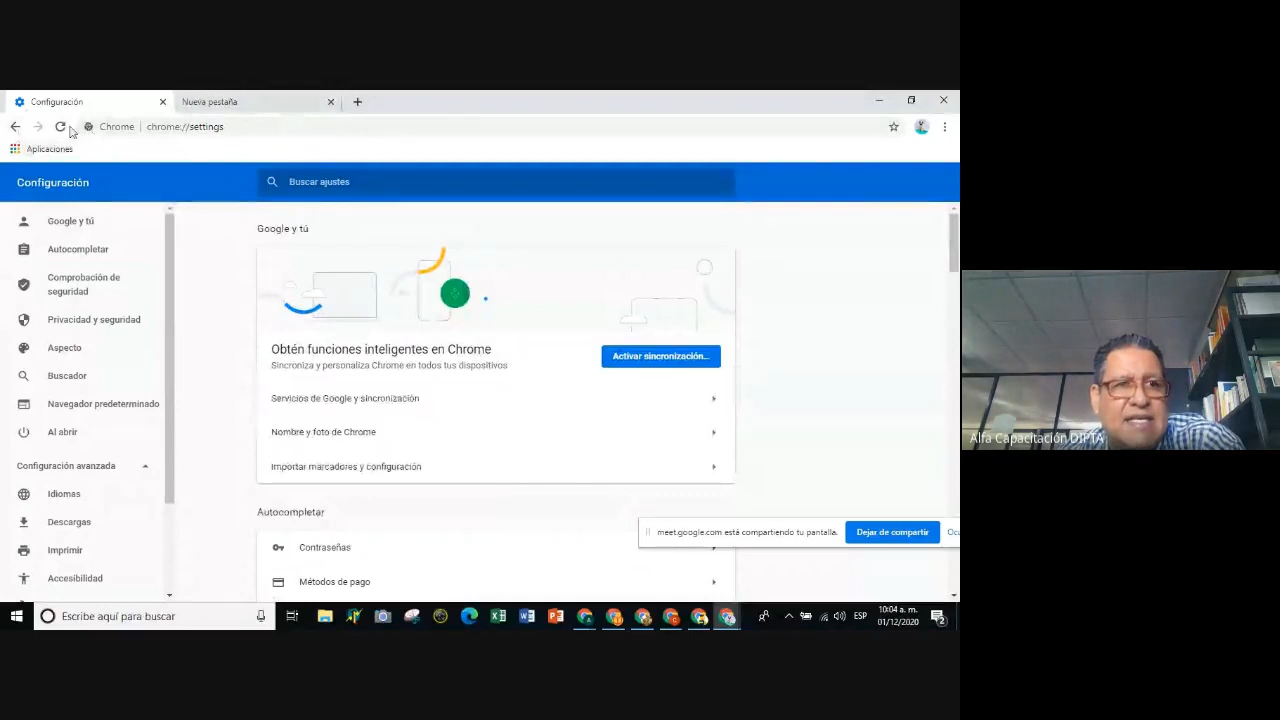 Configuración
Nueva pestaña
Chrome
chrome://settings
Aplicaciones
Configuración
Buscar ajustes
Google y tú
Autocompletar
Comprobación de
seguridad
Privacidad y seguridad
Aspecto
Buscador
Navegador predeterminado
Al abrir
Configuración avanzada
Idiomas
Descargas
Imprimir
Accesibilidad
Google y tú
Obtén funciones inteligentes en Chrome
Sincroniza y personaliza Chrome en todos tus dispositivos
Activar sincronización...
Servicios de Google y sincronización
Nombre y foto de Chrome
Importar marcadores y configuración
Autocompletar
Contraseñas
Métodos de pago
meet.google.com está compartiendo tu pantalla.
Dejar de compartir
Ocu
Escribe aquí para buscar
ESP
10:04 a. m.
01/12/2020
2
Alfa Capacitación DIPTA